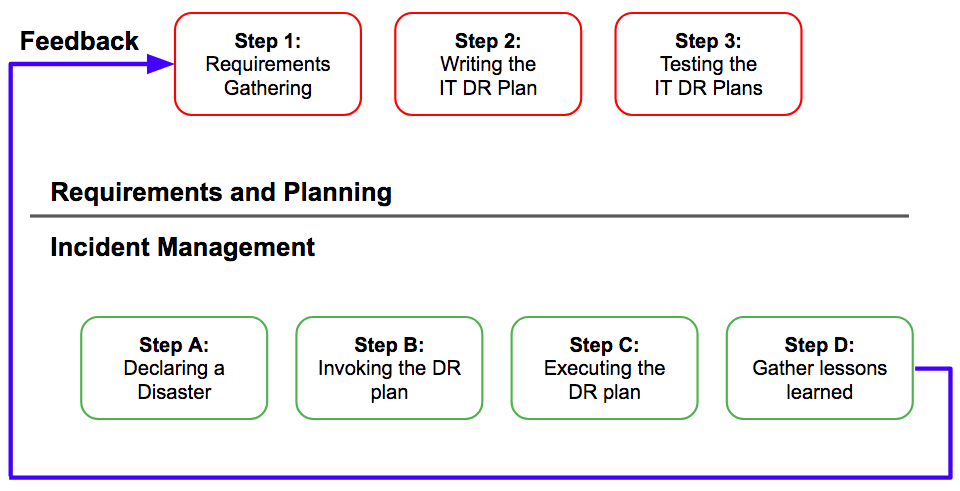 Feedback
Step 1:
Requirements
Gathering
Step 2:
Writing the
IT DR Plan
Step 3:
Testing the
IT DR Plans
Requirements and Planning
Incident Management
Step A:
Declaring a
Disaster
Step B:
Invoking the DR
plan
Step C:
Executing the
DR plan
Step D:
Gather lessons
learned